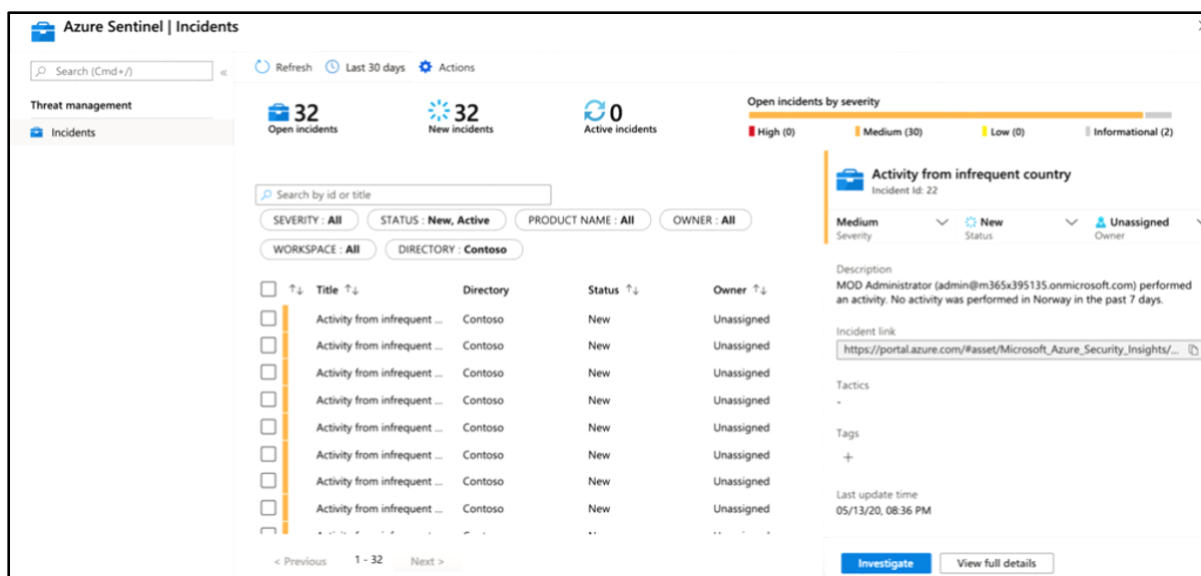 Azure Sentinel | Incidents
Search (Cmd+/)
«
Threat management
Incidents
Refresh Last 30 days Actions
32
Open incidents
32
New incidents
0
Active incidents
Open incidents by severity
High (0) Medium (30) Low (0) Informational (2)
Search by id or title
SEVERITY : All STATUS : New, Active PRODUCT NAME : All OWNER : All
WORKSPACE : All DIRECTORY : Contoso
Title Directory Status Owner
Activity from infrequent ... Contoso New Unassigned
Activity from infrequent ... Contoso New Unassigned
Activity from infrequent ... Contoso New Unassigned
Activity from infrequent ... Contoso New Unassigned
Activity from infrequent ... Contoso New Unassigned
Activity from infrequent ... Contoso New Unassigned
Activity from infrequent ... Contoso New Unassigned
Activity from infrequent ... Contoso New Unassigned
< Previous 1 - 32 Next >
Activity from infrequent country
Incident Id: 22
Medium
Severity
New
Status
Unassigned
Owner
Description
MOD Administrator (admin@m365x395135.onmicrosoft.com) performed
an activity. No activity was performed in Norway in the past 7 days.
Incident link
https://portal.azure.com/#asset/Microsoft_Azure_Security_Insights/...
Tactics
-
Tags
+
Last update time
05/13/20, 08:36 PM
Investigate View full details